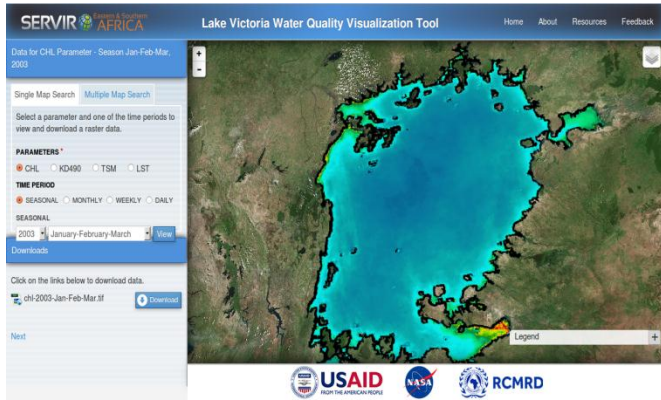 SERVIR Eastern & Southern AFRICA
Lake Victoria Water Quality Visualization Tool
Home About Resources Feedback
Data for CHL Parameter - Season Jan-Feb-Mar,
2003
Single Map Search Multiple Map Search
Select a parameter and one of the time periods to
view and download a raster data.
PARAMETERS *
CHL KD490 TSM LST
TIME PERIOD
SEASONAL MONTHLY WEEKLY DAILY
SEASONAL
2003 January-February-March View
Downloads
Click on the links below to download data.
chl-2003-Jan-Feb-Mar.tif Download
Next
+
-
Legend +
USAID
FROM THE AMERICAN PEOPLE
NASA
RCMRD